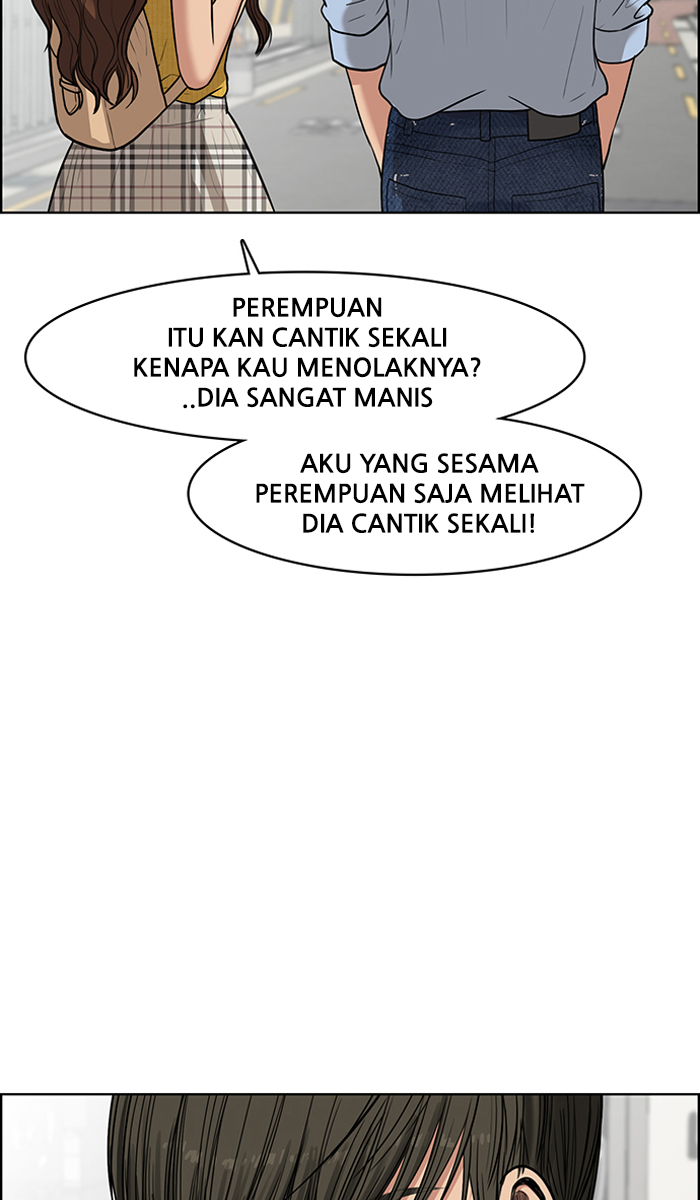 PEREMPUAN
ITU KAN CANTIK SEKALI
KENAPA KAU MENOLAKNYA?
..DIA SANGAT MANIS
AKU YANG SESAMA
PEREMPUAN SAJA MELIHAT
DIA CANTIK SEKALI!